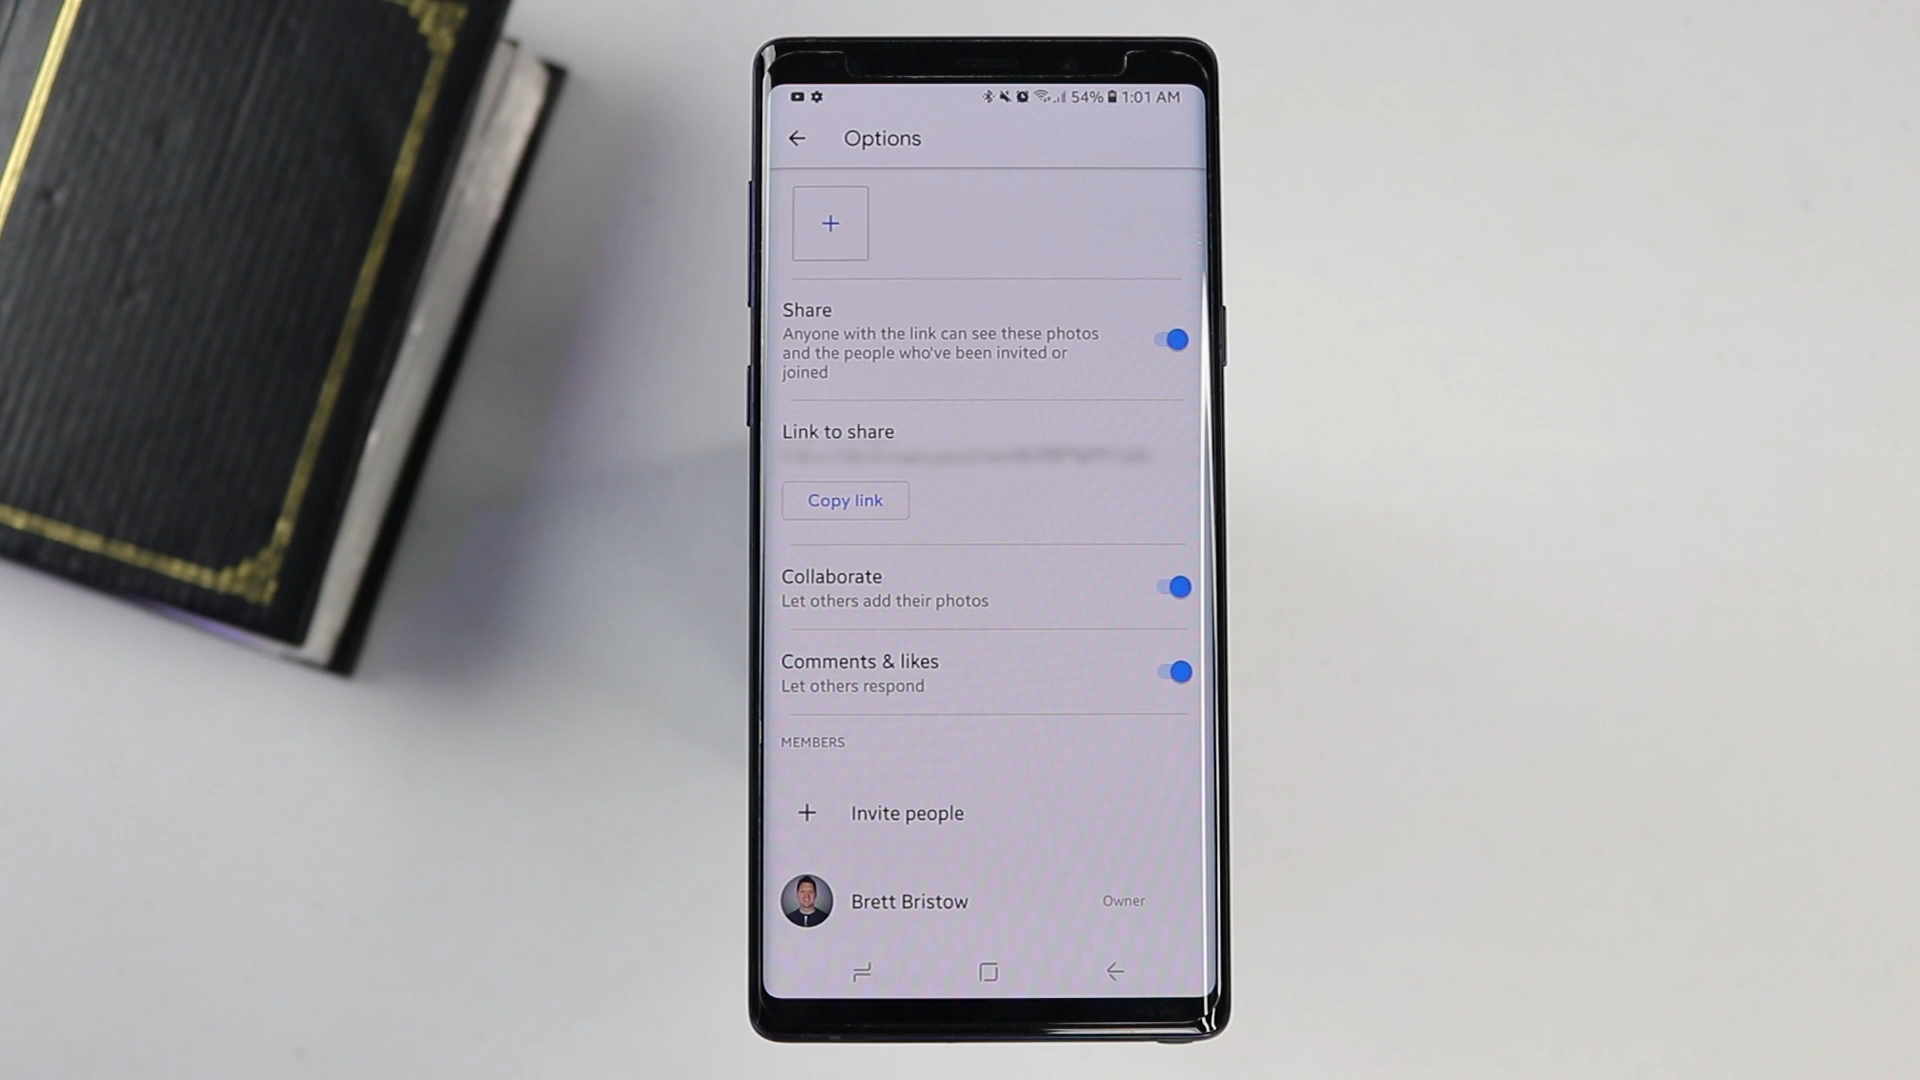 54% 1:01 AM
Options
Share
Anyone with the link can see these photos
and the people who've been invited or
joined
Link to share
Copy link
Collaborate
Let others add their photos
Comments & likes
Let others respond
MEMBERS
Invite people
Brett Bristow Owner